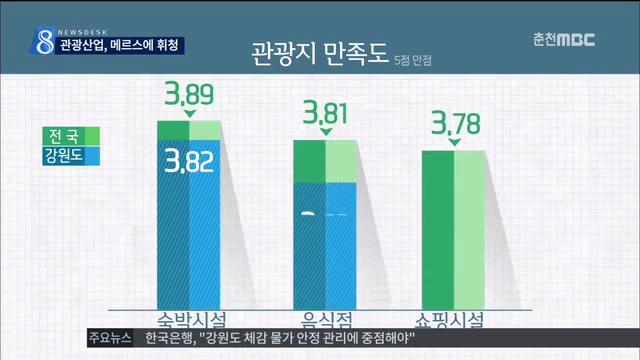 NEWSDESK
8 관광산업, 메르스에 휘청
춘천MBC
관광지 만족도 5점 만점
전국
강원도
3.89
3.82
3.81
3.78
숙박시설
음식점
쇼핑시설
주요뉴스 한국은행, "강원도 체감 물가 안정 관리에 중점해야"